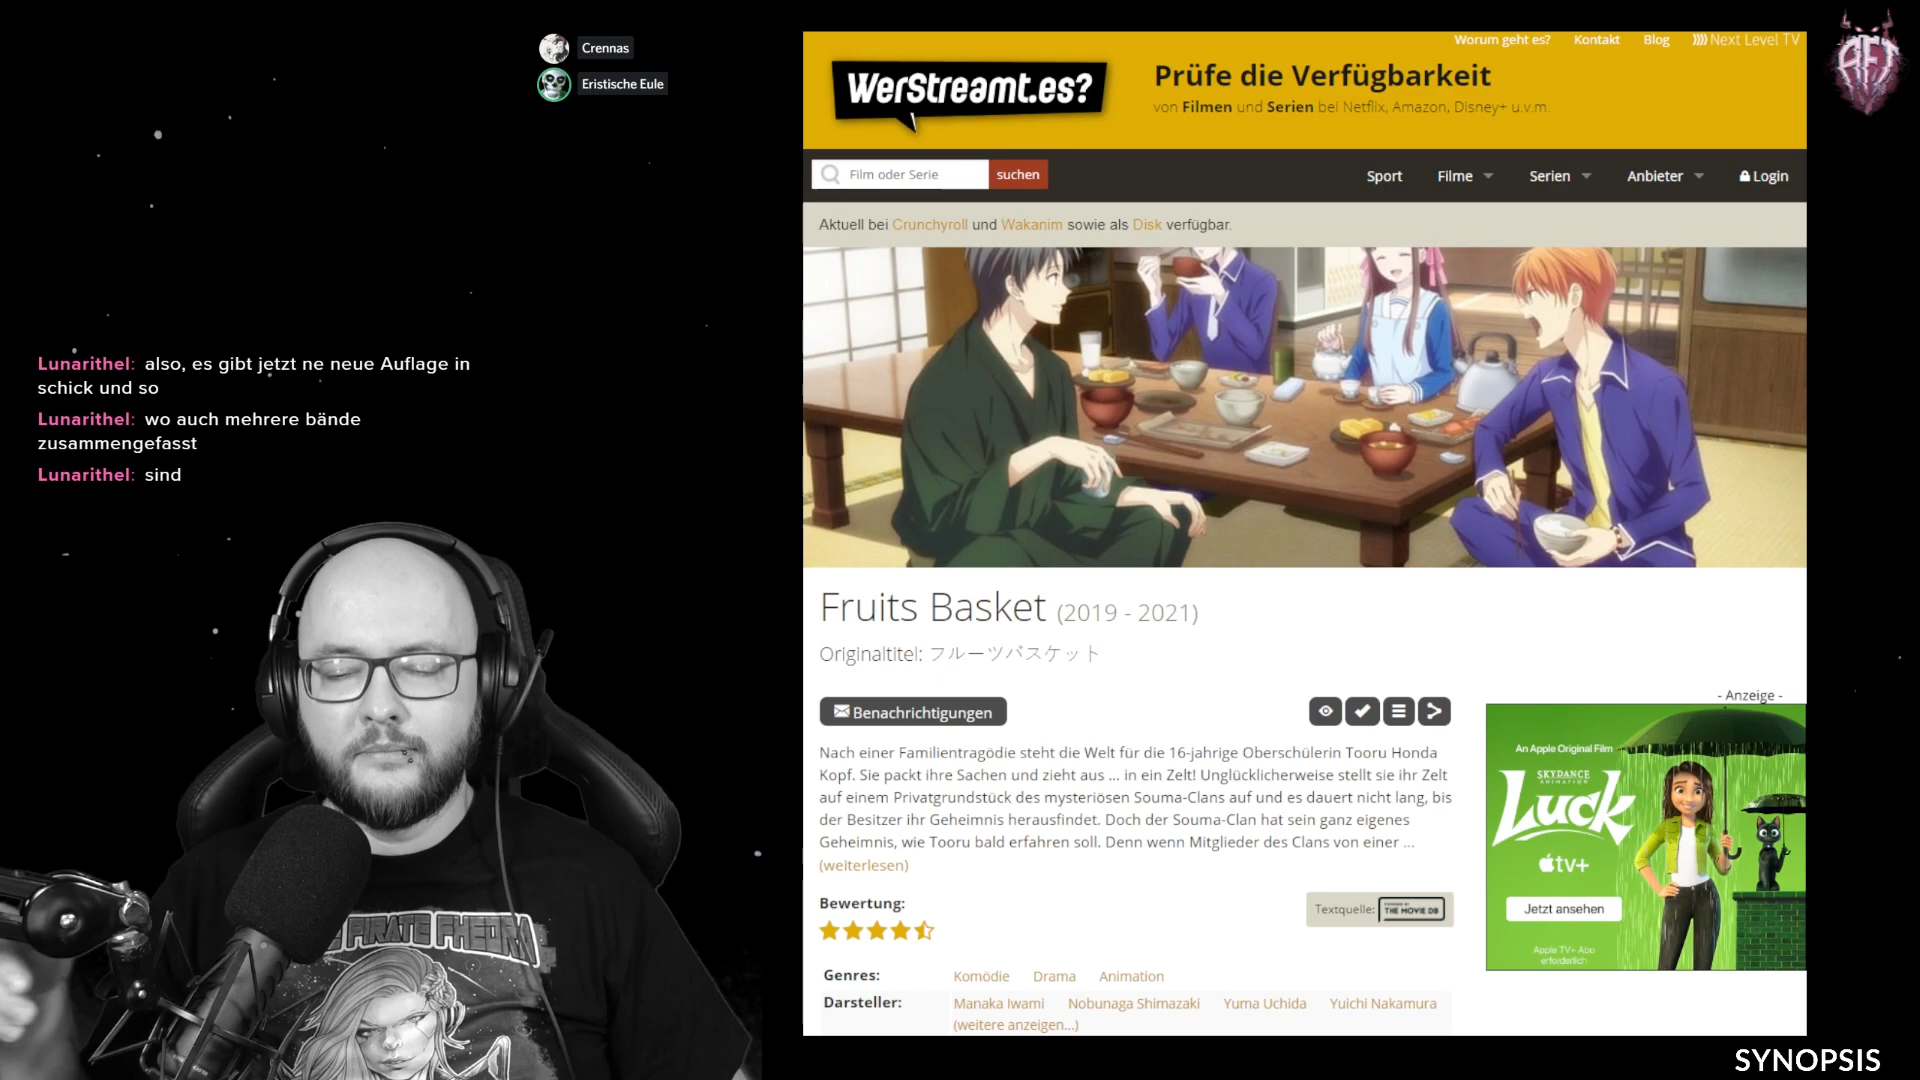 Crennas
Eristische Eule
Lunarithel: also, es gibt jetzt ne neue Auflage in
schick und so
Lunarithel: wo auch mehrere bände
zusammengefasst
Lunarithel: sind
PIRATE
Worum geht es? Kontakt Blog Next Level TV
WerStreamt.es?
Prüfe die Verfügbarkeit
von Filmen und Serien bei Netflix, Amazon, Disney+ u.v.m.
Film oder Serie suchen
Sport Filme Serien Anbieter Login
Aktuell bei Crunchyroll und Wakanim sowie als Disk verfügbar.
Fruits Basket (2019 - 2021)
Originaltitel: フルーツバスケット
Benachrichtigungen
Nach einer Familientragödie steht die Welt für die 16-jährige Oberschülerin Tooru Honda
Kopf. Sie packt ihre Sachen und zieht aus ... in ein Zelt! Unglücklicherweise stellt sie ihr Zelt
auf einem Privatgrundstück des mysteriösen Souma-Clans auf und es dauert nicht lang, bis
der Besitzer ihr Geheimnis herausfindet. Doch der Souma-Clan hat sein ganz eigenes
Geheimnis, wie Tooru bald erfahren soll. Denn wenn Mitglieder des Clans von einer ...
(weiterlesen)
Bewertung:
Textquelle: THE MOVIE DB
Genres: Komödie Drama Animation
Darsteller: Manaka Iwami Nobunaga Shimazaki Yuma Uchida Yuichi Nakamura
(weitere anzeigen...)
- Anzeige -
An Apple Original Film
SKYDANCE
ANIMATION
Luck
tv+
Jetzt ansehen
Apple TV+ Abo
erforderlich
SYNOPSIS